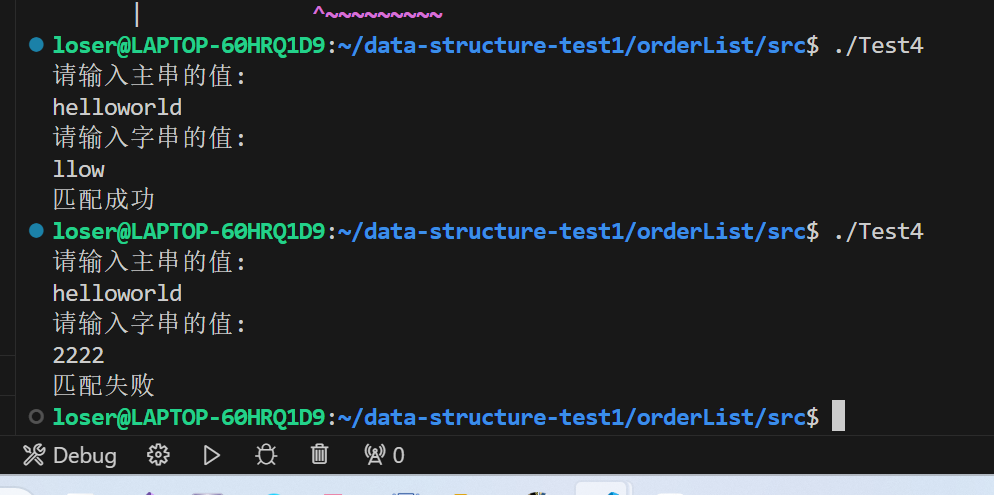 |                ^~~~~~~~~~
loser@LAPTOP-60HRQ1D9:~/data-structure-test1/orderList/src$ ./Test4
请输入主串的值:
helloworld
请输入字串的值:
llow
匹配成功
loser@LAPTOP-60HRQ1D9:~/data-structure-test1/orderList/src$ ./Test4
请输入主串的值:
helloworld
请输入字串的值:
2222
匹配失败
loser@LAPTOP-60HRQ1D9:~/data-structure-test1/orderList/src$
Debug 0